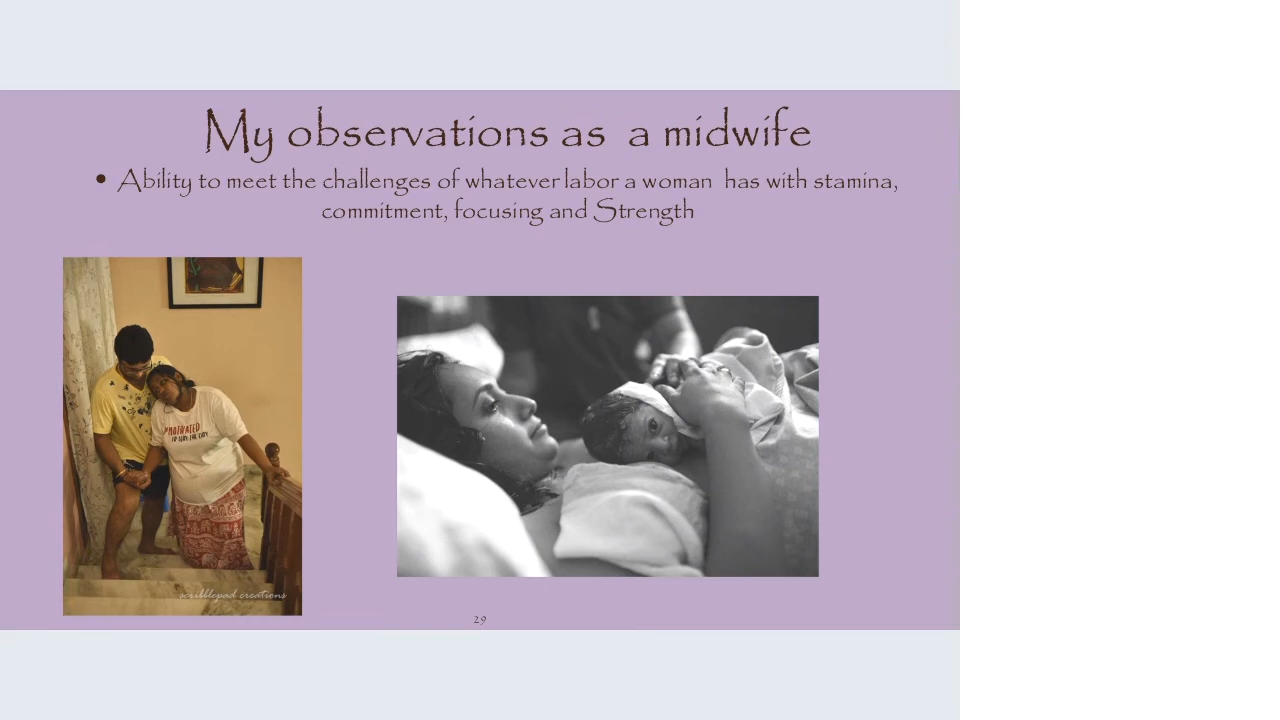 My observations as a midwife
• Ability to meet the challenges of whatever labor a woman has with stamina,
commitment, focusing and Strength
#MOTIVATED
scribblepad creations
29